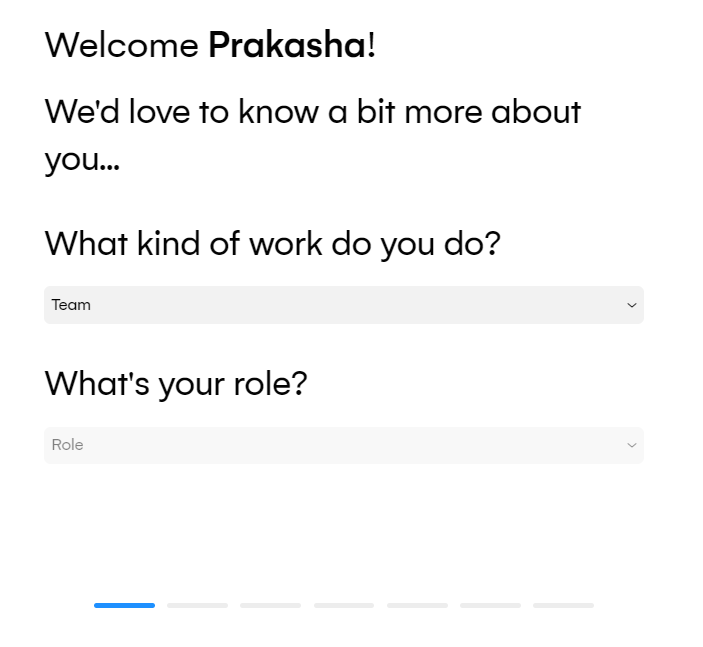 Welcome Prakasha!
We'd love to know a bit more about
you...
What kind of work do you do?
Team
What's your role?
Role